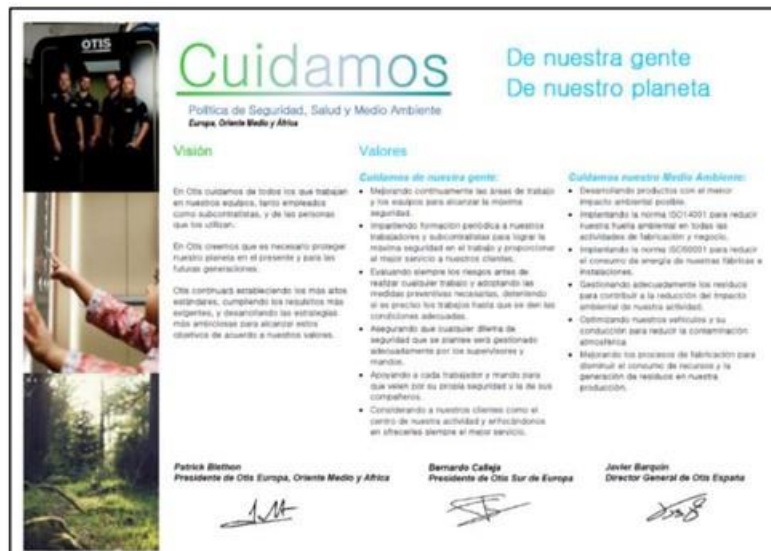 OTIS
Cuidamos
De nuestra gente
De nuestro planeta
Política de Seguridad, Salud y Medio Ambiente
Europa, Oriente Medio y África
Visión
En Otis cuidamos de todos los que trabajan
en nuestros equipos, tanto empleados
como subcontratistas, y de las personas
que los utilizan.
En Otis creemos que es necesario proteger
nuestro planeta en el presente y para las
futuras generaciones.
Otis continuará estableciendo los más altos
estándares, cumpliendo los requisitos más
exigentes, y desarrollando las estrategias
más ambiciosas para alcanzar estos
objetivos de acuerdo a nuestros valores.
Valores
Cuidamos de nuestra gente:
• Mejorando continuamente las áreas de trabajo
y los equipos para alcanzar la máxima
seguridad.
• Impartiendo formación periódica a nuestros
trabajadores y subcontratistas para lograr la
máxima seguridad en el trabajo y proporcionar
al mejor servicio a nuestros clientes.
• Evaluando siempre los riesgos antes de
realizar cualquier trabajo y adoptando las
medidas preventivas necesarias, deteniendo
si es preciso los trabajos hasta que se den las
condiciones adecuadas.
• Asegurando que cualquier dilema de
seguridad que se plantee será gestionado
adecuadamente por los supervisores y
mandos.
• Apoyando a cada trabajador y mando para
que velen por su propia seguridad y la de sus
compañeros.
• Considerando a nuestros clientes como el
centro de nuestra actividad y enfocándonos
en ofrecerles siempre el mejor servicio.
Cuidamos nuestro Medio Ambiente:
• Desarrollando productos con el menor
impacto ambiental posible.
• Implantando la norma ISO14001 para reducir
nuestra huella ambiental en todas las
actividades de fabricación y negocio.
• Implantando la norma ISO50001 para reducir
el consumo de energía de nuestras fábricas e
instalaciones.
• Gestionando adecuadamente los residuos
para contribuir a la reducción del impacto
ambiental de nuestra actividad.
• Optimizando nuestros vehículos y su
conducción para reducir la contaminación
atmosférica
• Mejorando los procesos de fabricación para
disminuir el consumo de recursos y la
generación de residuos en nuestra
producción.
Patrick Blethon
Presidente de Otis Europa, Oriente Medio y Africa
Bernardo Calleja
Presidente de Otis Sur de Europa
Javier Barquín
Director General de Otis España